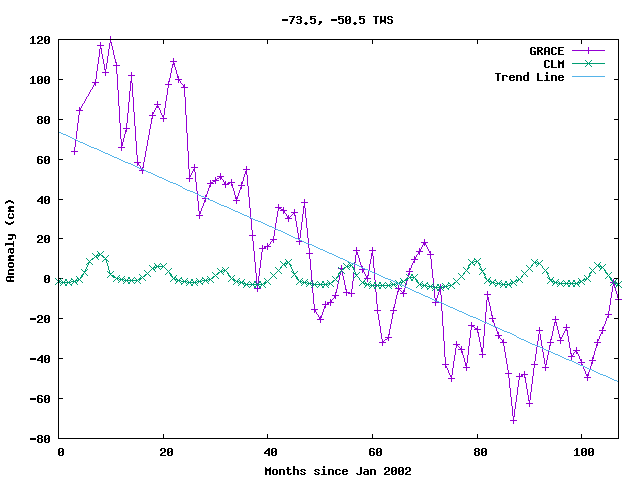 -73.5, -50.5 TWS
GRACE
CLM
Trend Line
120
100
80
60
40
20
0
-20
-40
-60
-80
Anomaly (cm)
0 20 40 60 80 100
Months since Jan 2002